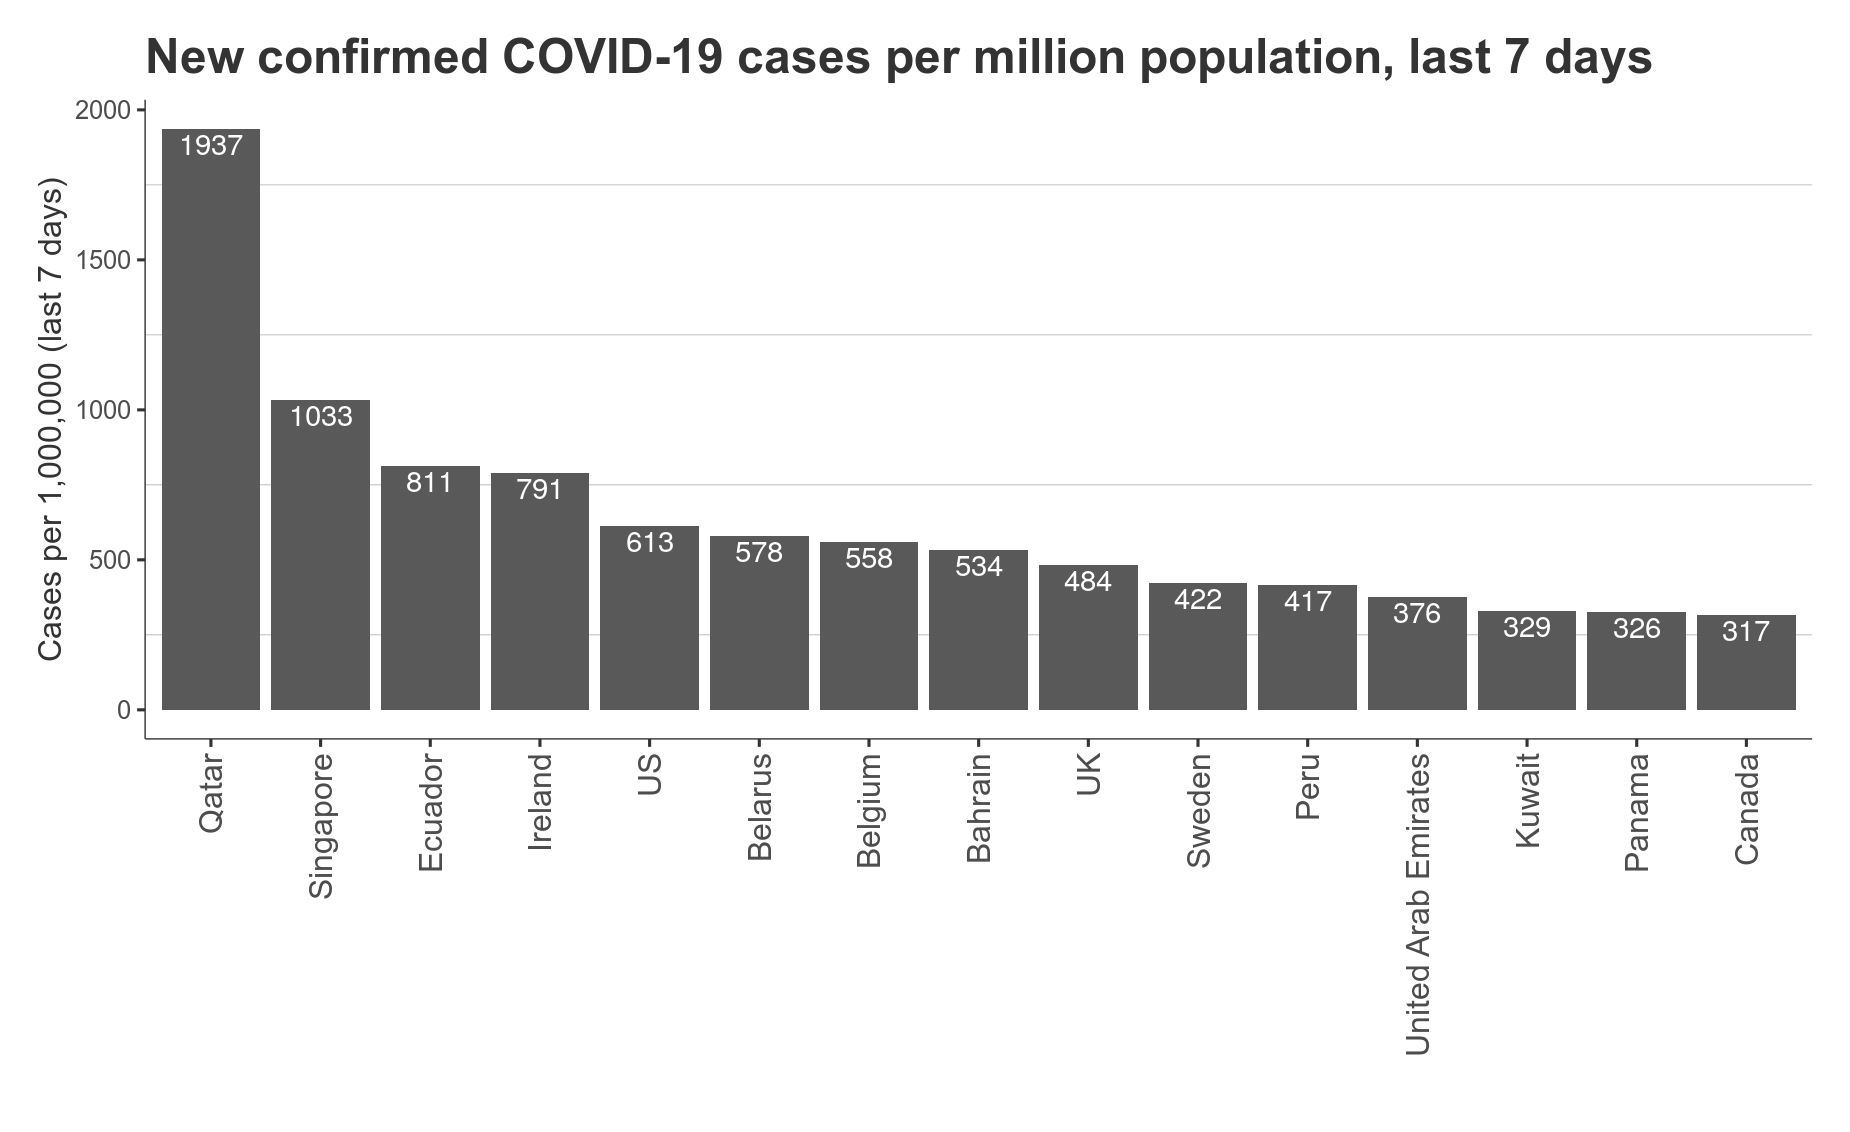 New confirmed COVID-19 cases per million population, last 7 days
Cases per 1,000,000 (last 7 days)
2000
1500
1000
500
0
1937
1033
811
791
613
578
558
534
484
422
417
376
329
326
317
Qatar
Singapore
Ecuador
Ireland
US
Belarus
Belgium
Bahrain
UK
Sweden
Peru
United Arab Emirates
Kuwait
Panama
Canada